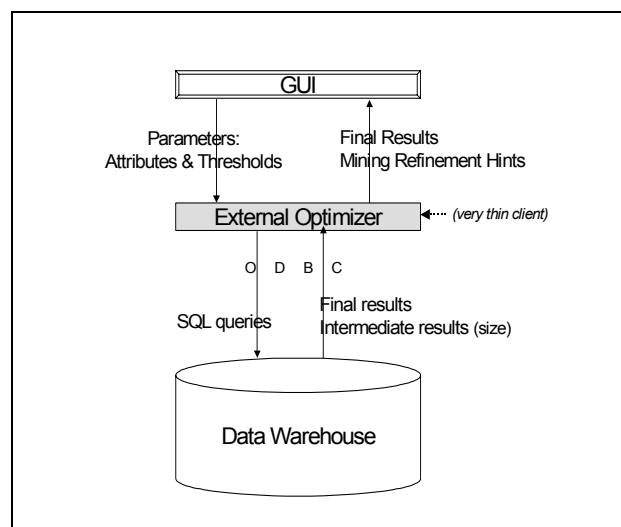 GUI
Parameters:
Attributes & Thresholds
Final Results
Mining Refinement Hints
External Optimizer
(very thin client)
O D B C
SQL queries
Final results
Intermediate results (size)
Data Warehouse